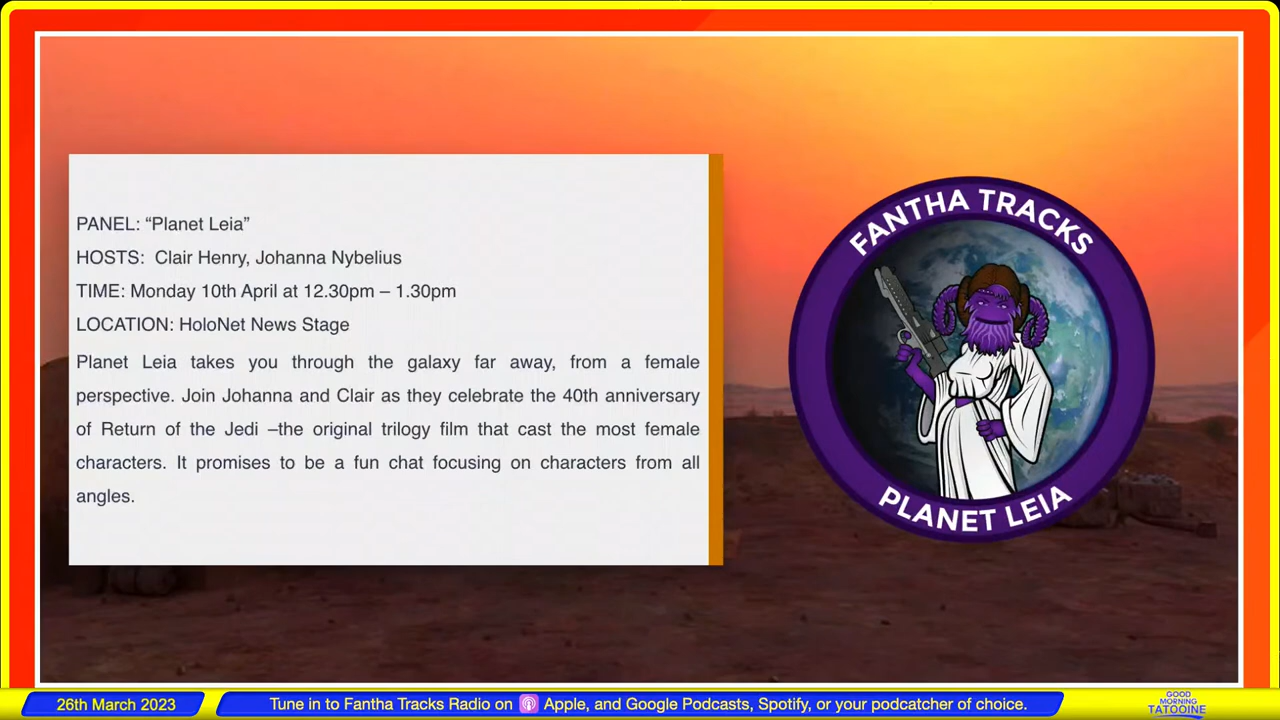 PANEL: “Planet Leia”
HOSTS: Clair Henry, Johanna Nybelius
TIME: Monday 10th April at 12.30pm – 1.30pm
LOCATION: HoloNet News Stage
Planet Leia takes you through the galaxy far away, from a female
perspective. Join Johanna and Clair as they celebrate the 40th anniversary
of Return of the Jedi –the original trilogy film that cast the most female
characters. It promises to be a fun chat focusing on characters from all
angles.
FANTHA TRACKS
PLANET LEIA
26th March 2023
Tune in to Fantha Tracks Radio on Apple, and Google Podcasts, Spotify, or your podcatcher of choice.
GOOD
MORNING
TATOOINE